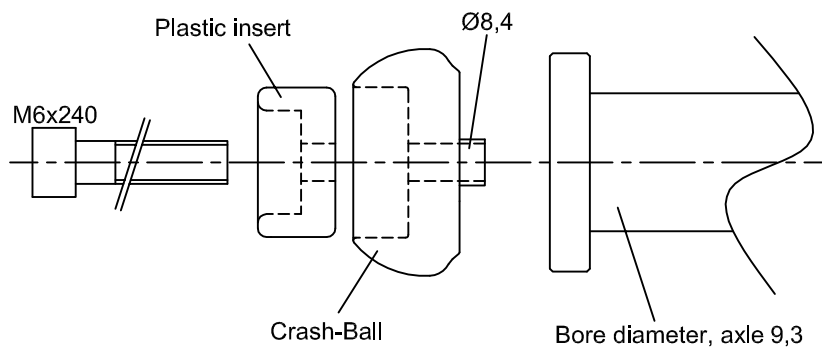 Plastic insert
Ø8,4
M6x240
Crash-Ball
Bore diameter, axle 9,3